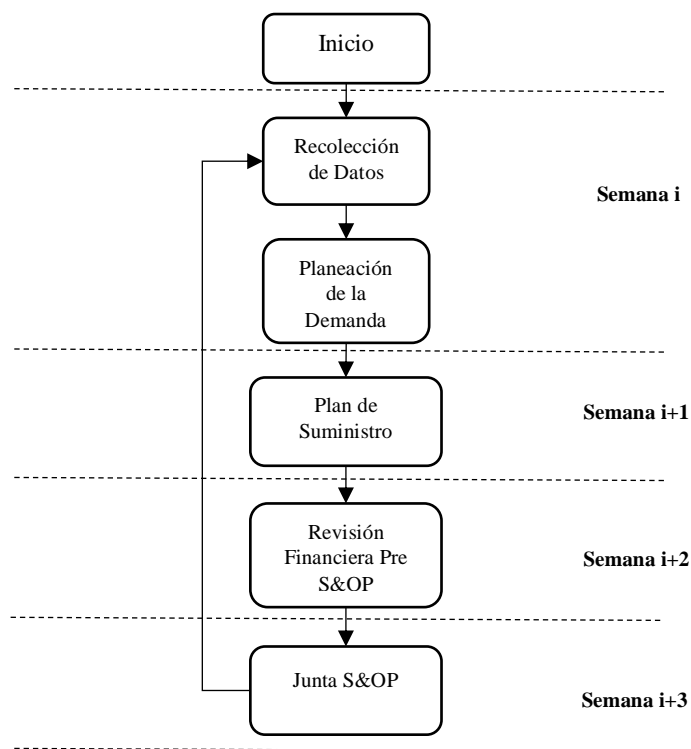 Inicio
Recolección
de Datos
Semana i
Planeación
de la
Demanda
Plan de
Suministro
Semana i+1
Revisión
Financiera Pre
S&OP
Semana i+2
Junta S&OP
Semana i+3